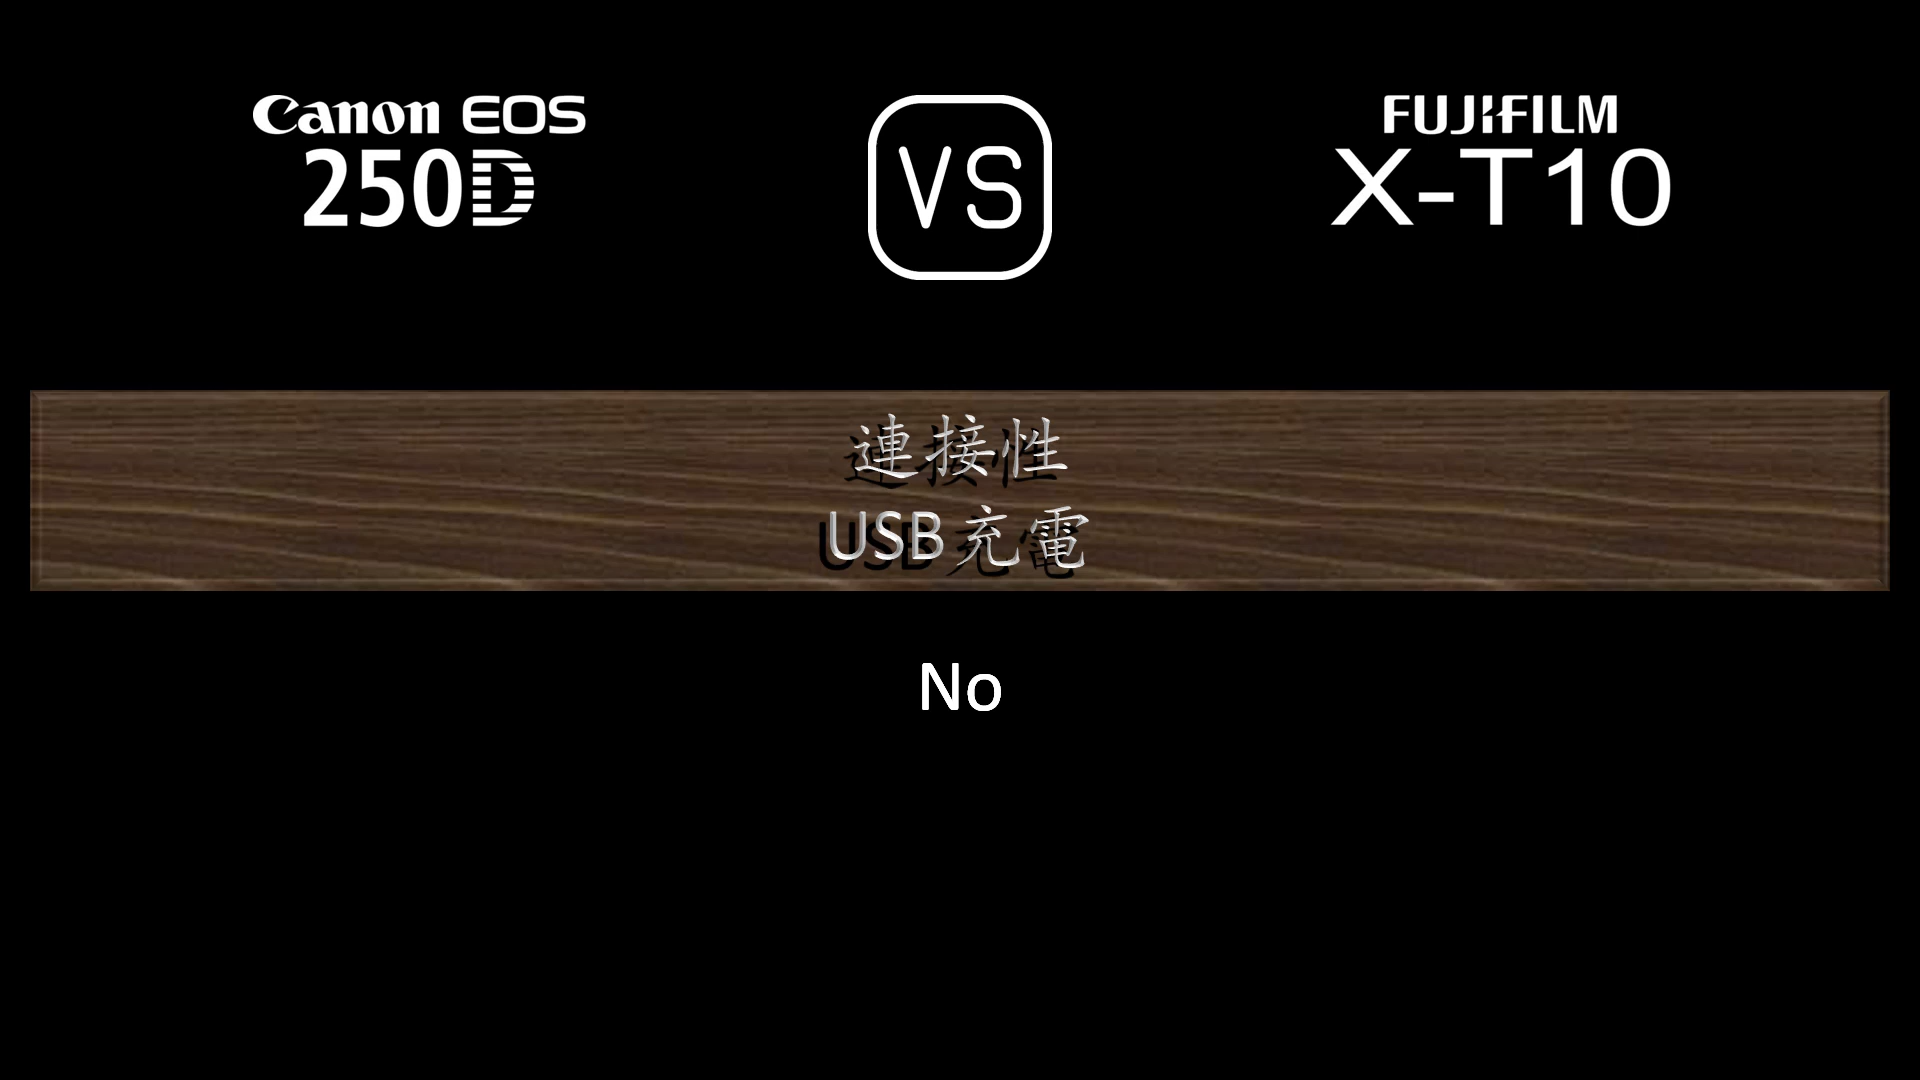 Canon EOS
250D
VS
FUJIFILM
X-T10
連接性
USB 充電
No